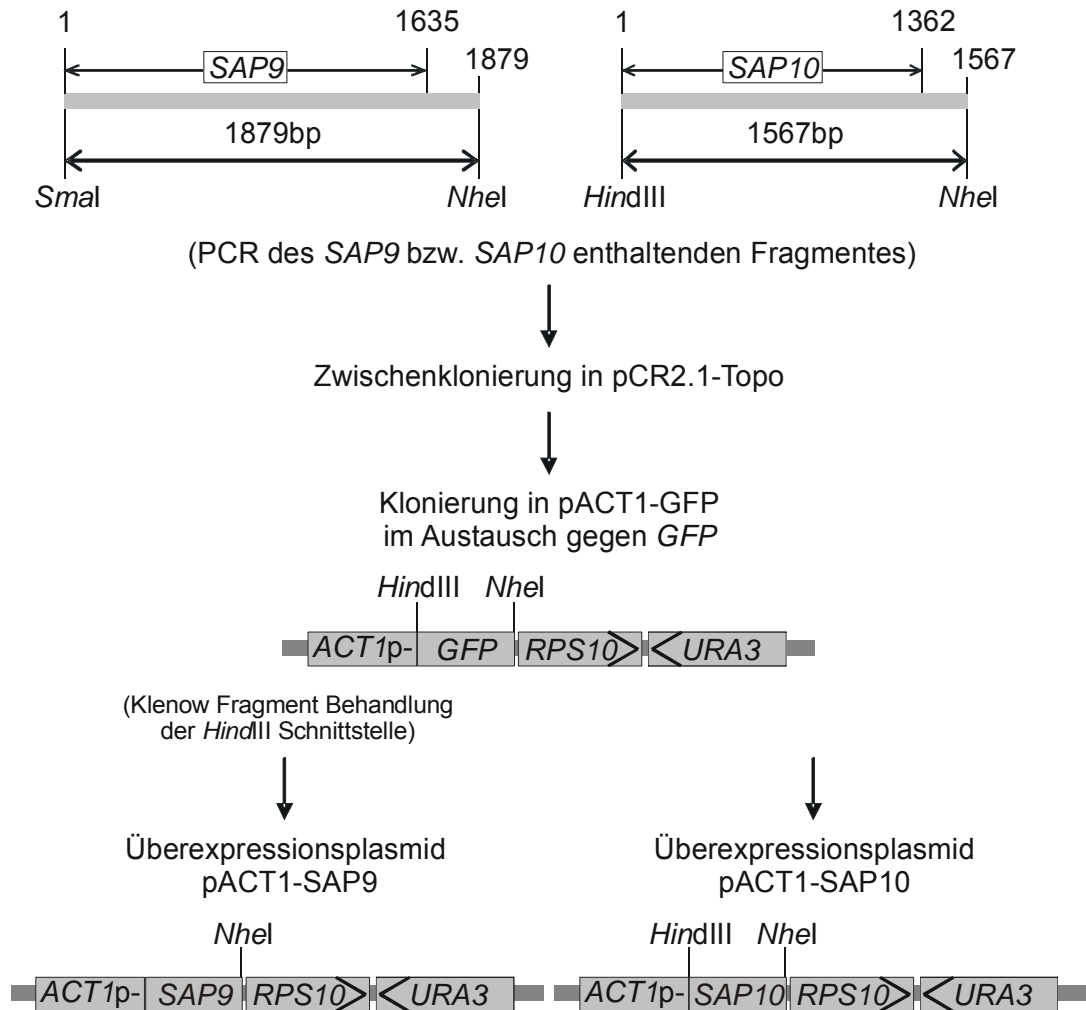 1 1635 1 1362
1879 1567
SAP9 SAP10
1879bp 1567bp
SmaI NheI HindIII NheI
(PCR des SAP9 bzw. SAP10 enthaltenden Fragmentes)
Zwischenklonierung in pCR2.1-Topo
Klonierung in pACT1-GFP
im Austausch gegen GFP
HindIII NheI
ACT1p- GFP RPS10 URA3
(Klenow Fragment Behandlung
der HindIII Schnittstelle)
Überexpressionsplasmid
pACT1-SAP9
Überexpressionsplasmid
pACT1-SAP10
NheI
ACT1p- SAP9 RPS10 URA3
HindIII NheI
ACT1p- SAP10 RPS10 URA3